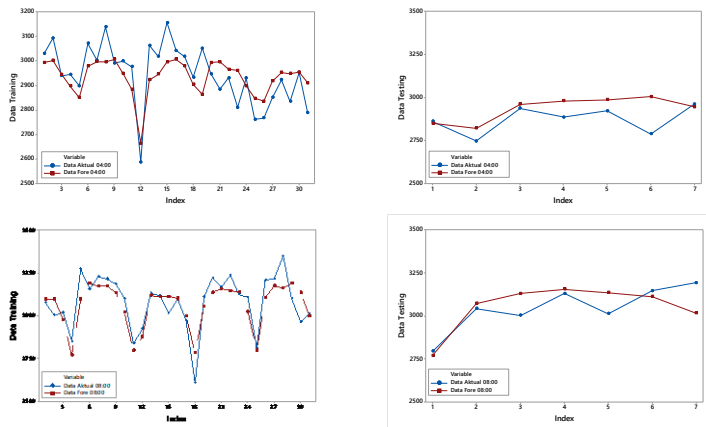 3200
3100
3000
2900
2800
2700
2600
2500
Data Training
3 6 9 12 15 18 21 24 27 30
Index
Variable
Data Aktual 04:00
Data Fore 04:00
3500
3250
3000
2750
2500
Data Testing
1 2 3 4 5 6 7
Index
Variable
Data Aktual 04:00
Data Fore 04:00
Data Training
Index
Variable
Data Aktual 08:00
Data Fore 08:00
3500
3250
3000
2750
2500
Data Testing
1 2 3 4 5 6 7
Index
Variable
Data Aktual 08:00
Data Fore 08:00